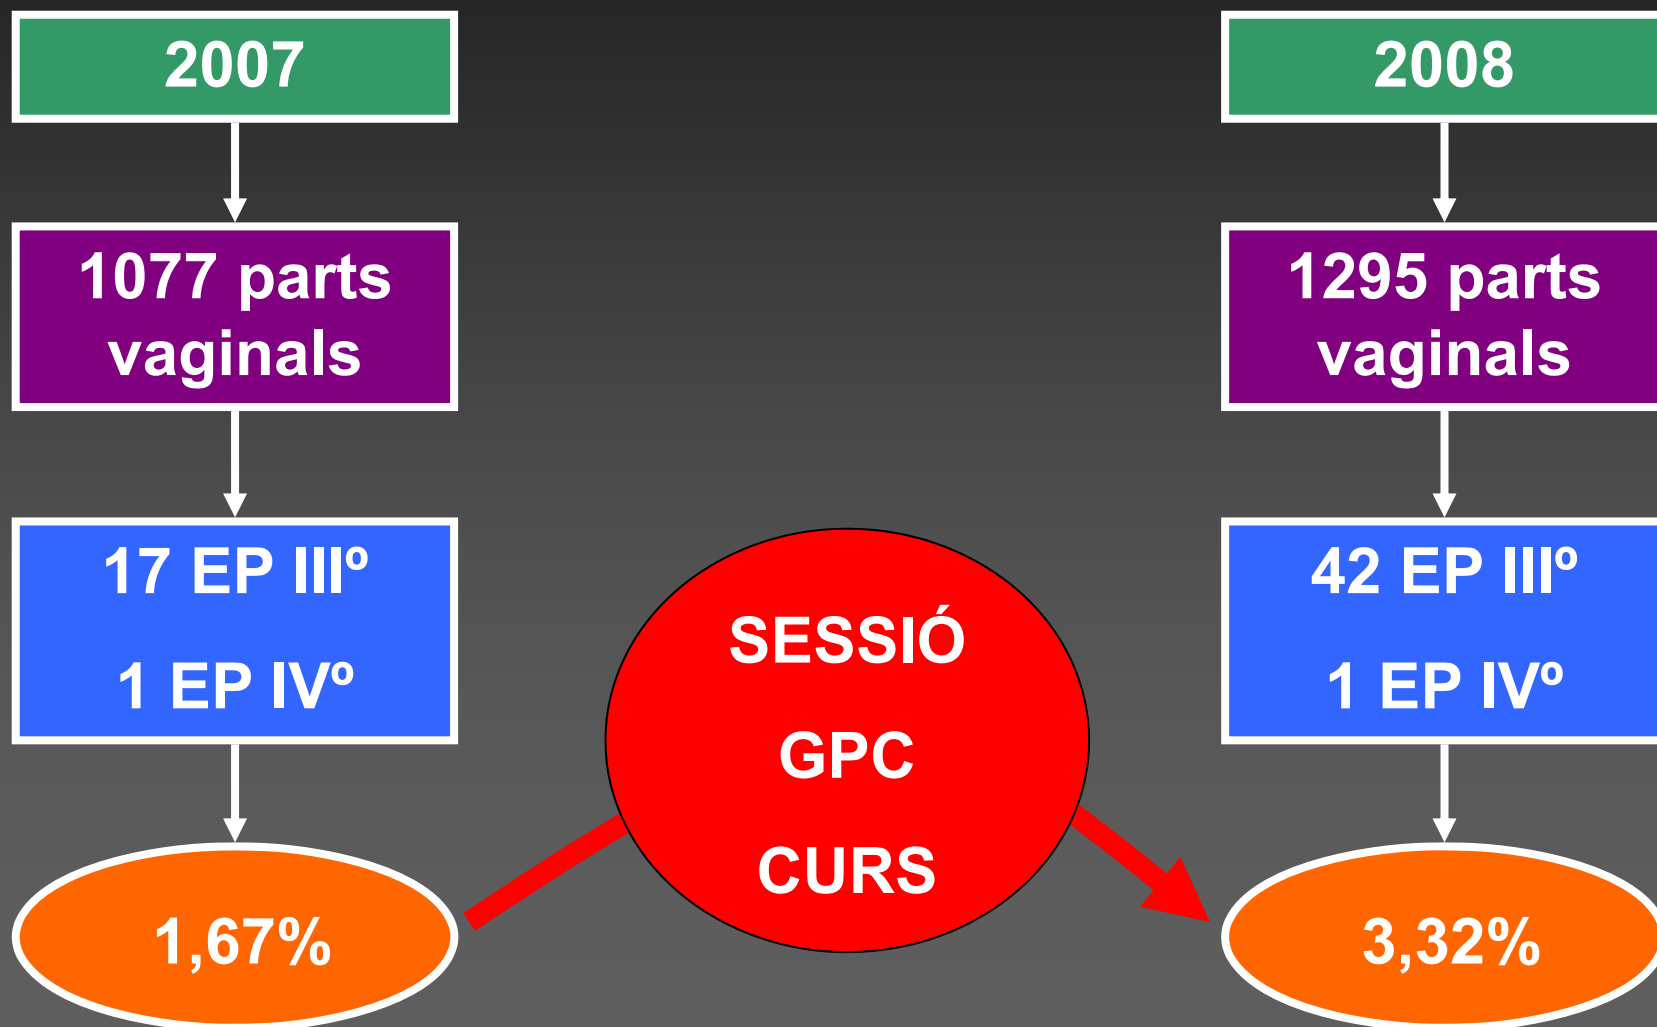 2007
1077 parts
vaginals
17 EP IIIº
1 EP IVº
1,67%
SESSIÓ
GPC
CURS
2008
1295 parts
vaginals
42 EP IIIº
1 EP IVº
3,32%